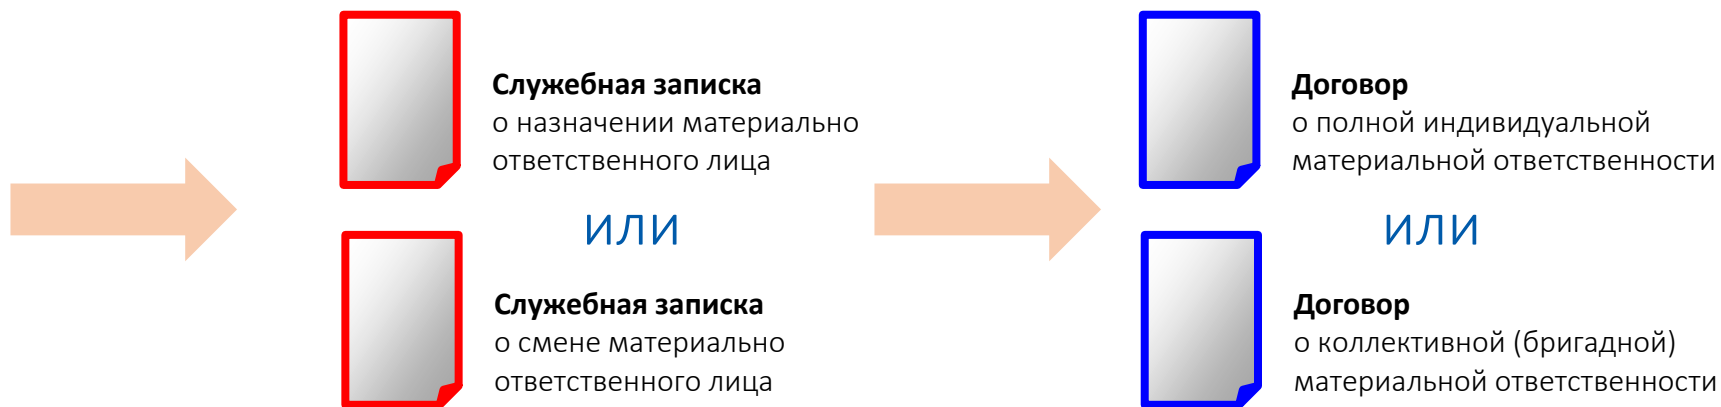 Служебная записка
о назначении материально
ответственного лица
ИЛИ
Служебная записка
о смене материально
ответственного лица
Договор
о полной индивидуальной
материальной ответственности
ИЛИ
Договор
о коллективной (бригадной)
материальной ответственности